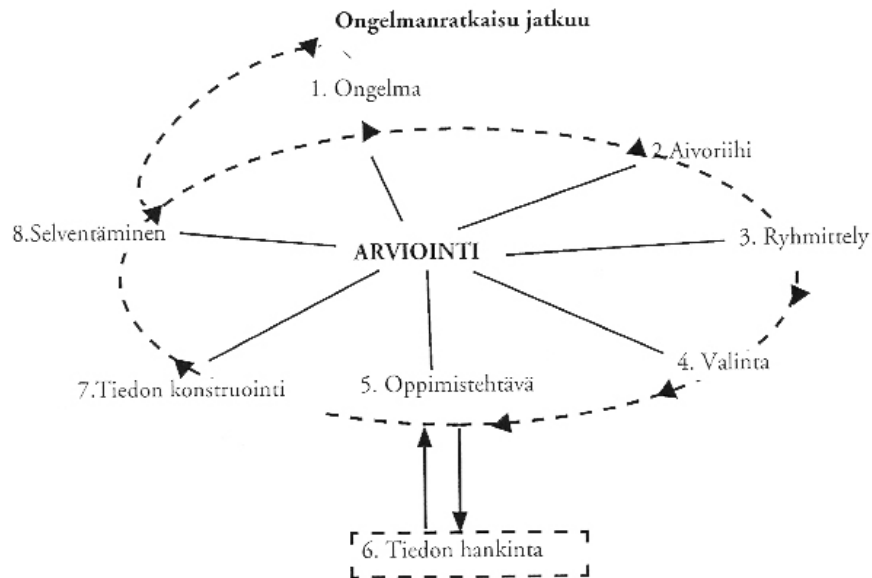 Ongelmanratkaisu jatkuu
1. Ongelma
2.Aivoriihi
8.Selventäminen
3. Ryhmittely
ARVIOINTI
4. Valinta
7.Tiedon konstruointi
5. Oppimistehtävä
6. Tiedon hankinta